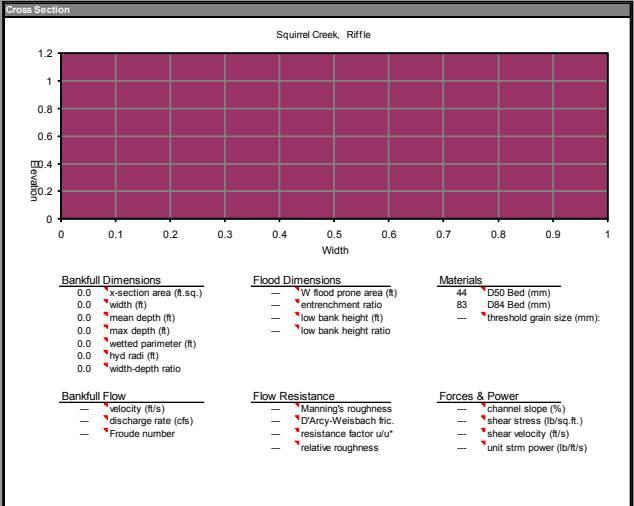 Cross Section
Squirrel Creek, Riffle
1.2
1
0.8
0.6
0.4
0.2
0
Elevation
0 0.1 0.2 0.3 0.4 0.5 0.6 0.7 0.8 0.9 1
Width
Bankfull Dimensions
0.0 x-section area (ft.sq.)
0.0 width (ft)
0.0 mean depth (ft)
0.0 max depth (ft)
0.0 wetted parimeter (ft)
0.0 hyd radi (ft)
0.0 width-depth ratio
Flood Dimensions
--- W flood prone area (ft)
--- entrenchment ratio
--- low bank height (ft)
--- low bank height ratio
Materials
44 D50 Bed (mm)
83 D84 Bed (mm)
--- threshold grain size (mm):
Bankfull Flow
--- velocity (ft/s)
--- discharge rate (cfs)
--- Froude number
Flow Resistance
--- Manning's roughness
--- D'Arcy-Weisbach fric.
--- resistance factor u/u*
--- relative roughness
Forces & Power
--- channel slope (%)
--- shear stress (lb/sq.ft.)
--- shear velocity (ft/s)
--- unit strm power (lb/ft/s)